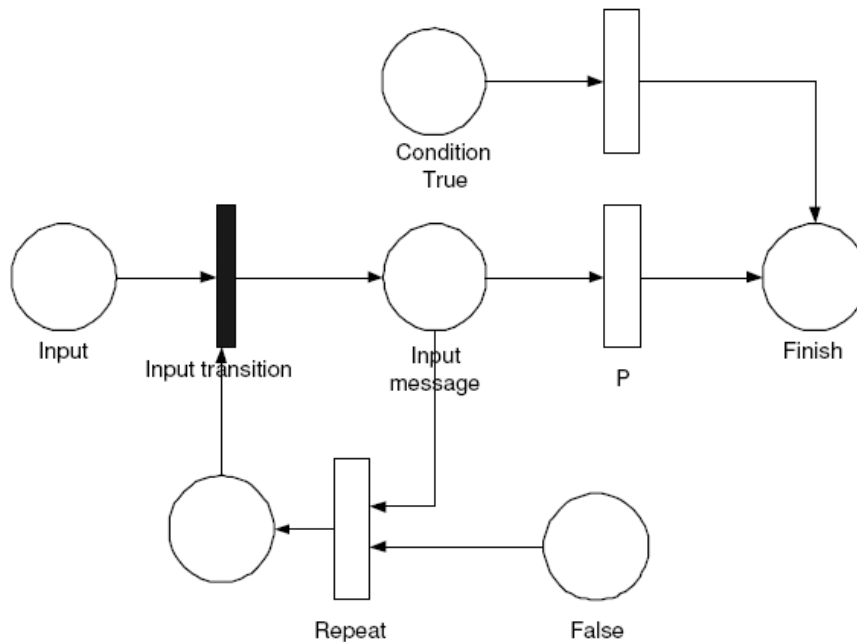 Condition
True
Input
Input transition
Input
message
P
Finish
Repeat
False